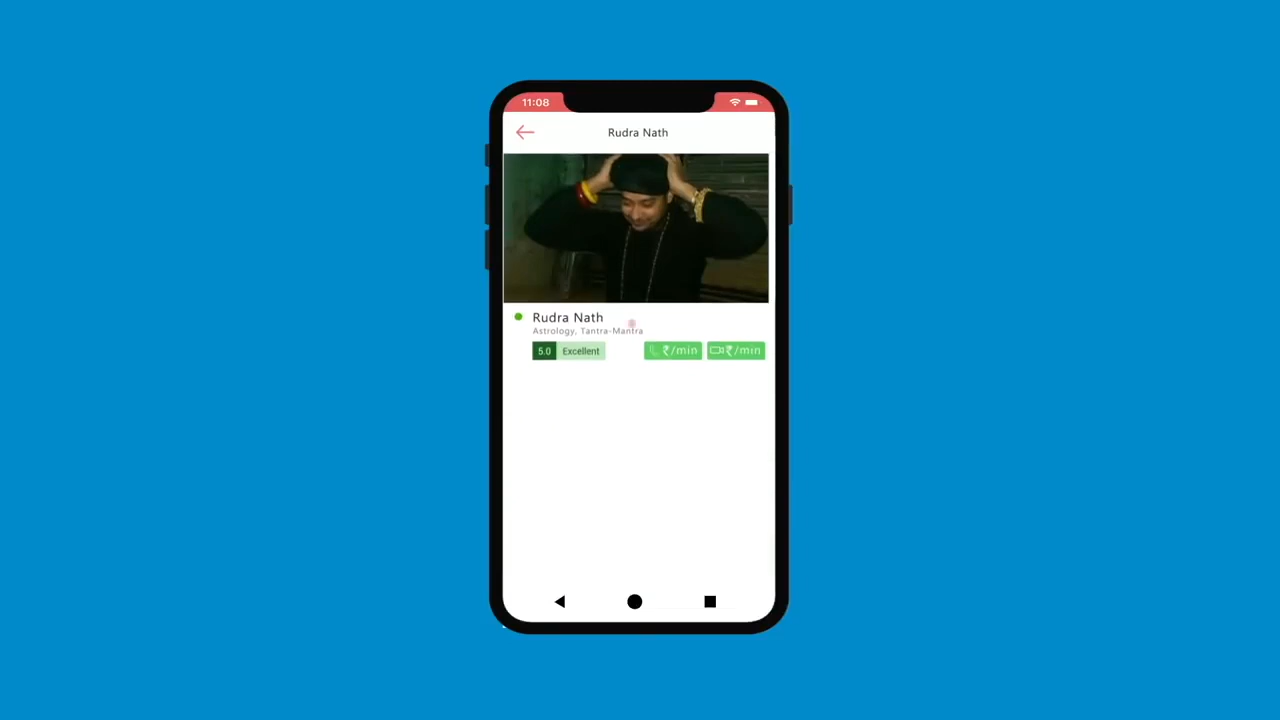 11:08
Rudra Nath
Rudra Nath
Astrology, Tantra-Mantra
5.0 Excellent ₹/min ₹/min